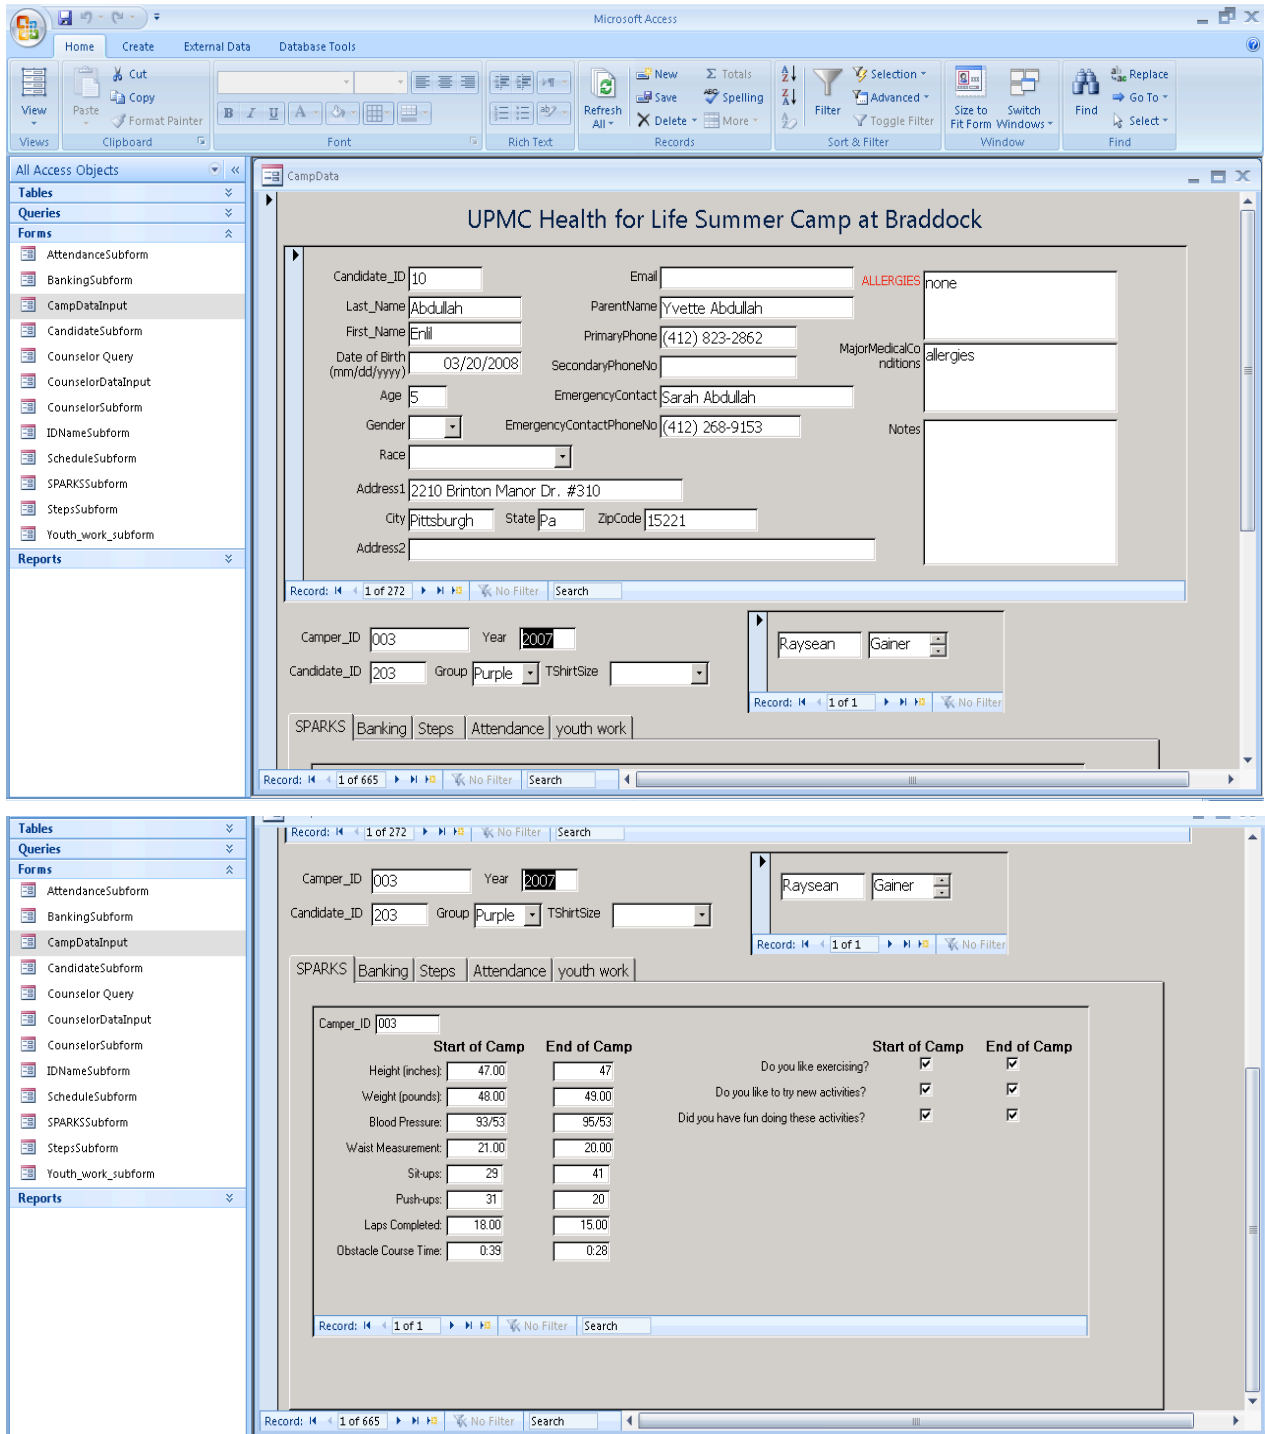 Microsoft Access
Home Create External Data Database Tools
View Paste Cut Copy Format Painter
B I U A
Refresh All New Save Delete Totals Spelling More
Filter Selection Advanced Toggle Filter
Size to Fit Form Switch Windows
Find Replace Go To Select
Views Clipboard Font Rich Text Records Sort & Filter Window Find
All Access Objects
Tables
Queries
Forms
AttendanceSubform
BankingSubform
CampDataInput
CandidateSubform
Counselor Query
CounselorDataInput
CounselorSubform
IDNameSubform
ScheduleSubform
SPARKSSubform
StepsSubform
Youth_work_subform
Reports
CampData
UPMC Health for Life Summer Camp at Braddock
Candidate_ID 10 Email ALLERGIES none
Last_Name Abdullah ParentName Yvette Abdullah
First_Name Enlil PrimaryPhone (412) 823-2862
Date of Birth (mm/dd/yyyy) 03/20/2008 SecondaryPhoneNo MajorMedicalConditions allergies
Age 5 EmergencyContact Sarah Abdullah
Gender EmergencyContactPhoneNo (412) 268-9153 Notes
Race
Address1 2210 Brinton Manor Dr. #310
City Pittsburgh State Pa ZipCode 15221
Address2
Record: 1 of 272 No Filter Search
Camper_ID 003 Year 2007 Raysean Gainer
Candidate_ID 203 Group Purple TShirtSize
Record: 1 of 1 No Filter
SPARKS Banking Steps Attendance youth work
Record: 1 of 665 No Filter Search
Tables
Queries
Forms
AttendanceSubform
BankingSubform
CampDataInput
CandidateSubform
Counselor Query
CounselorDataInput
CounselorSubform
IDNameSubform
ScheduleSubform
SPARKSSubform
StepsSubform
Youth_work_subform
Reports
Record: 1 of 272 No Filter Search
Camper_ID 003 Year 2007 Raysean Gainer
Candidate_ID 203 Group Purple TShirtSize
Record: 1 of 1 No Filter
SPARKS Banking Steps Attendance youth work
Camper_ID 003
Start of Camp End of Camp Start of Camp End of Camp
Height (inches): 47.00 47 Do you like exercising?
Weight (pounds): 48.00 49.00 Do you like to try new activities?
Blood Pressure: 93/53 95/53 Did you have fun doing these activities?
Waist Measurement: 21.00 20.00
Sit-ups: 29 41
Push-ups: 31 20
Laps Completed: 18.00 15.00
Obstacle Course Time: 0:39 0:28
Record: 1 of 1 No Filter Search
Record: 1 of 665 No Filter Search